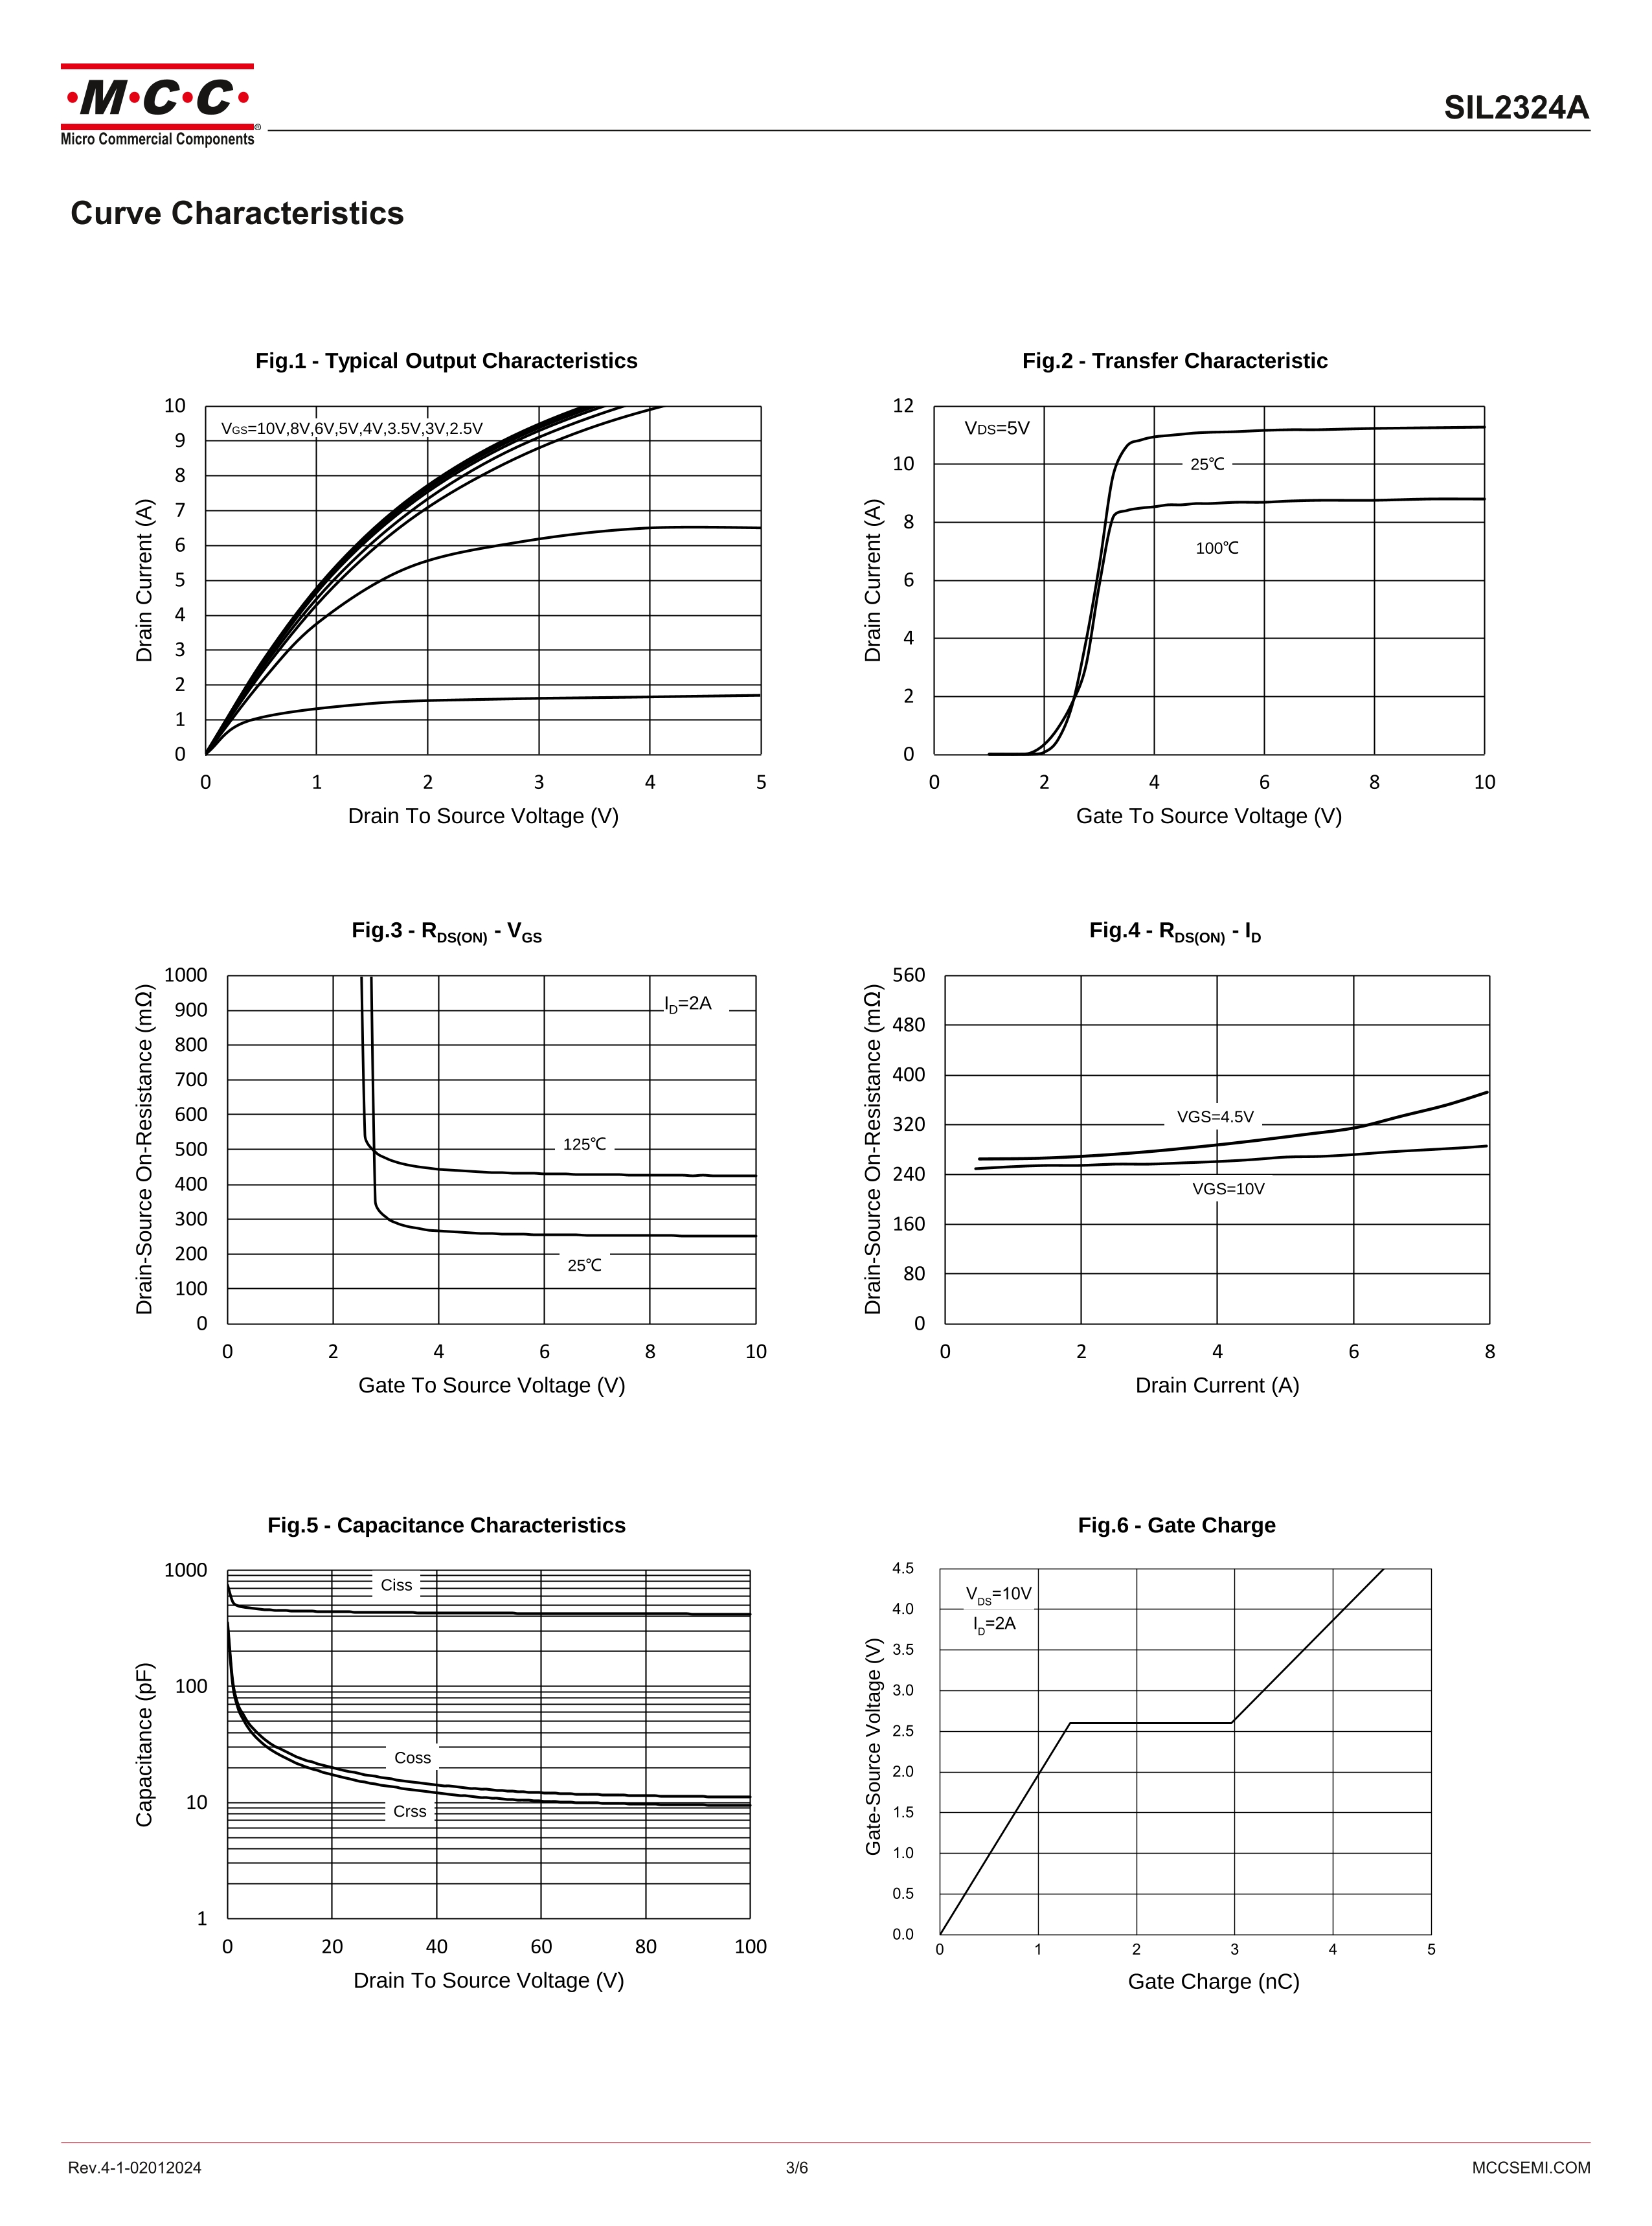 •M•C•C•
®
Micro Commercial Components
SIL2324A
Curve Characteristics
Fig.1 - Typical Output Characteristics
VGS=10V,8V,6V,5V,4V,3.5V,3V,2.5V
10
9
8
7
6
5
4
3
2
1
0
0 1 2 3 4 5
Drain Current (A)
Drain To Source Voltage (V)
Fig.2 - Transfer Characteristic
VDS=5V
25℃
100℃
12
10
8
6
4
2
0
0 2 4 6 8 10
Drain Current (A)
Gate To Source Voltage (V)
Fig.3 - RDS(ON) - VGS
ID=2A
125℃
25℃
1000
900
800
700
600
500
400
300
200
100
0
0 2 4 6 8 10
Drain-Source On-Resistance (mΩ)
Gate To Source Voltage (V)
Fig.4 - RDS(ON) - ID
VGS=4.5V
VGS=10V
560
480
400
320
240
160
80
0
0 2 4 6 8
Drain-Source On-Resistance (mΩ)
Drain Current (A)
Fig.5 - Capacitance Characteristics
Ciss
Coss
Crss
1000
100
10
1
0 20 40 60 80 100
Capacitance (pF)
Drain To Source Voltage (V)
Fig.6 - Gate Charge
VDS=10V
ID=2A
4.5
4.0
3.5
3.0
2.5
2.0
1.5
1.0
0.5
0.0
0 1 2 3 4 5
Gate-Source Voltage (V)
Gate Charge (nC)
Rev.4-1-02012024
3/6
MCCSEMI.COM